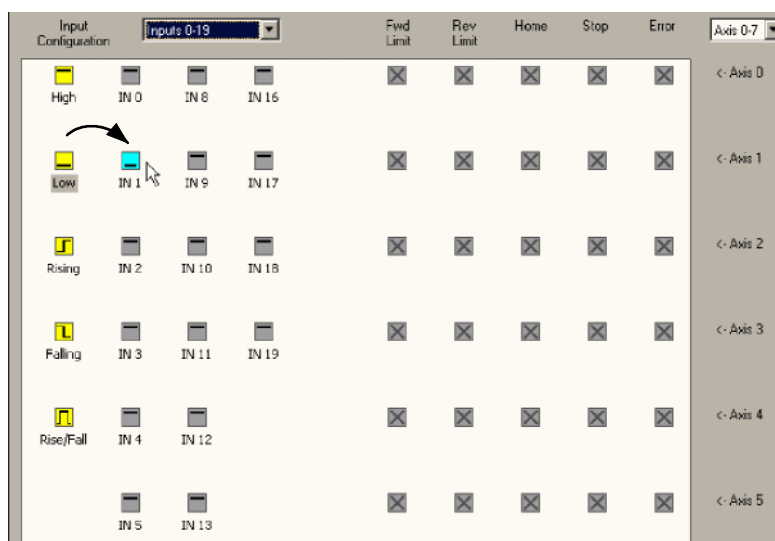 Input Configuration
Inputs 0-19
Fwd Limit
Rev Limit
Home
Stop
Error
Axis 0-7
High
IN 0
IN 8
IN 16
<- Axis 0
Low
IN 1
IN 9
IN 17
<- Axis 1
Rising
IN 2
IN 10
IN 18
<- Axis 2
Falling
IN 3
IN 11
IN 19
<- Axis 3
Rise/Fall
IN 4
IN 12
<- Axis 4
IN 5
IN 13
<- Axis 5